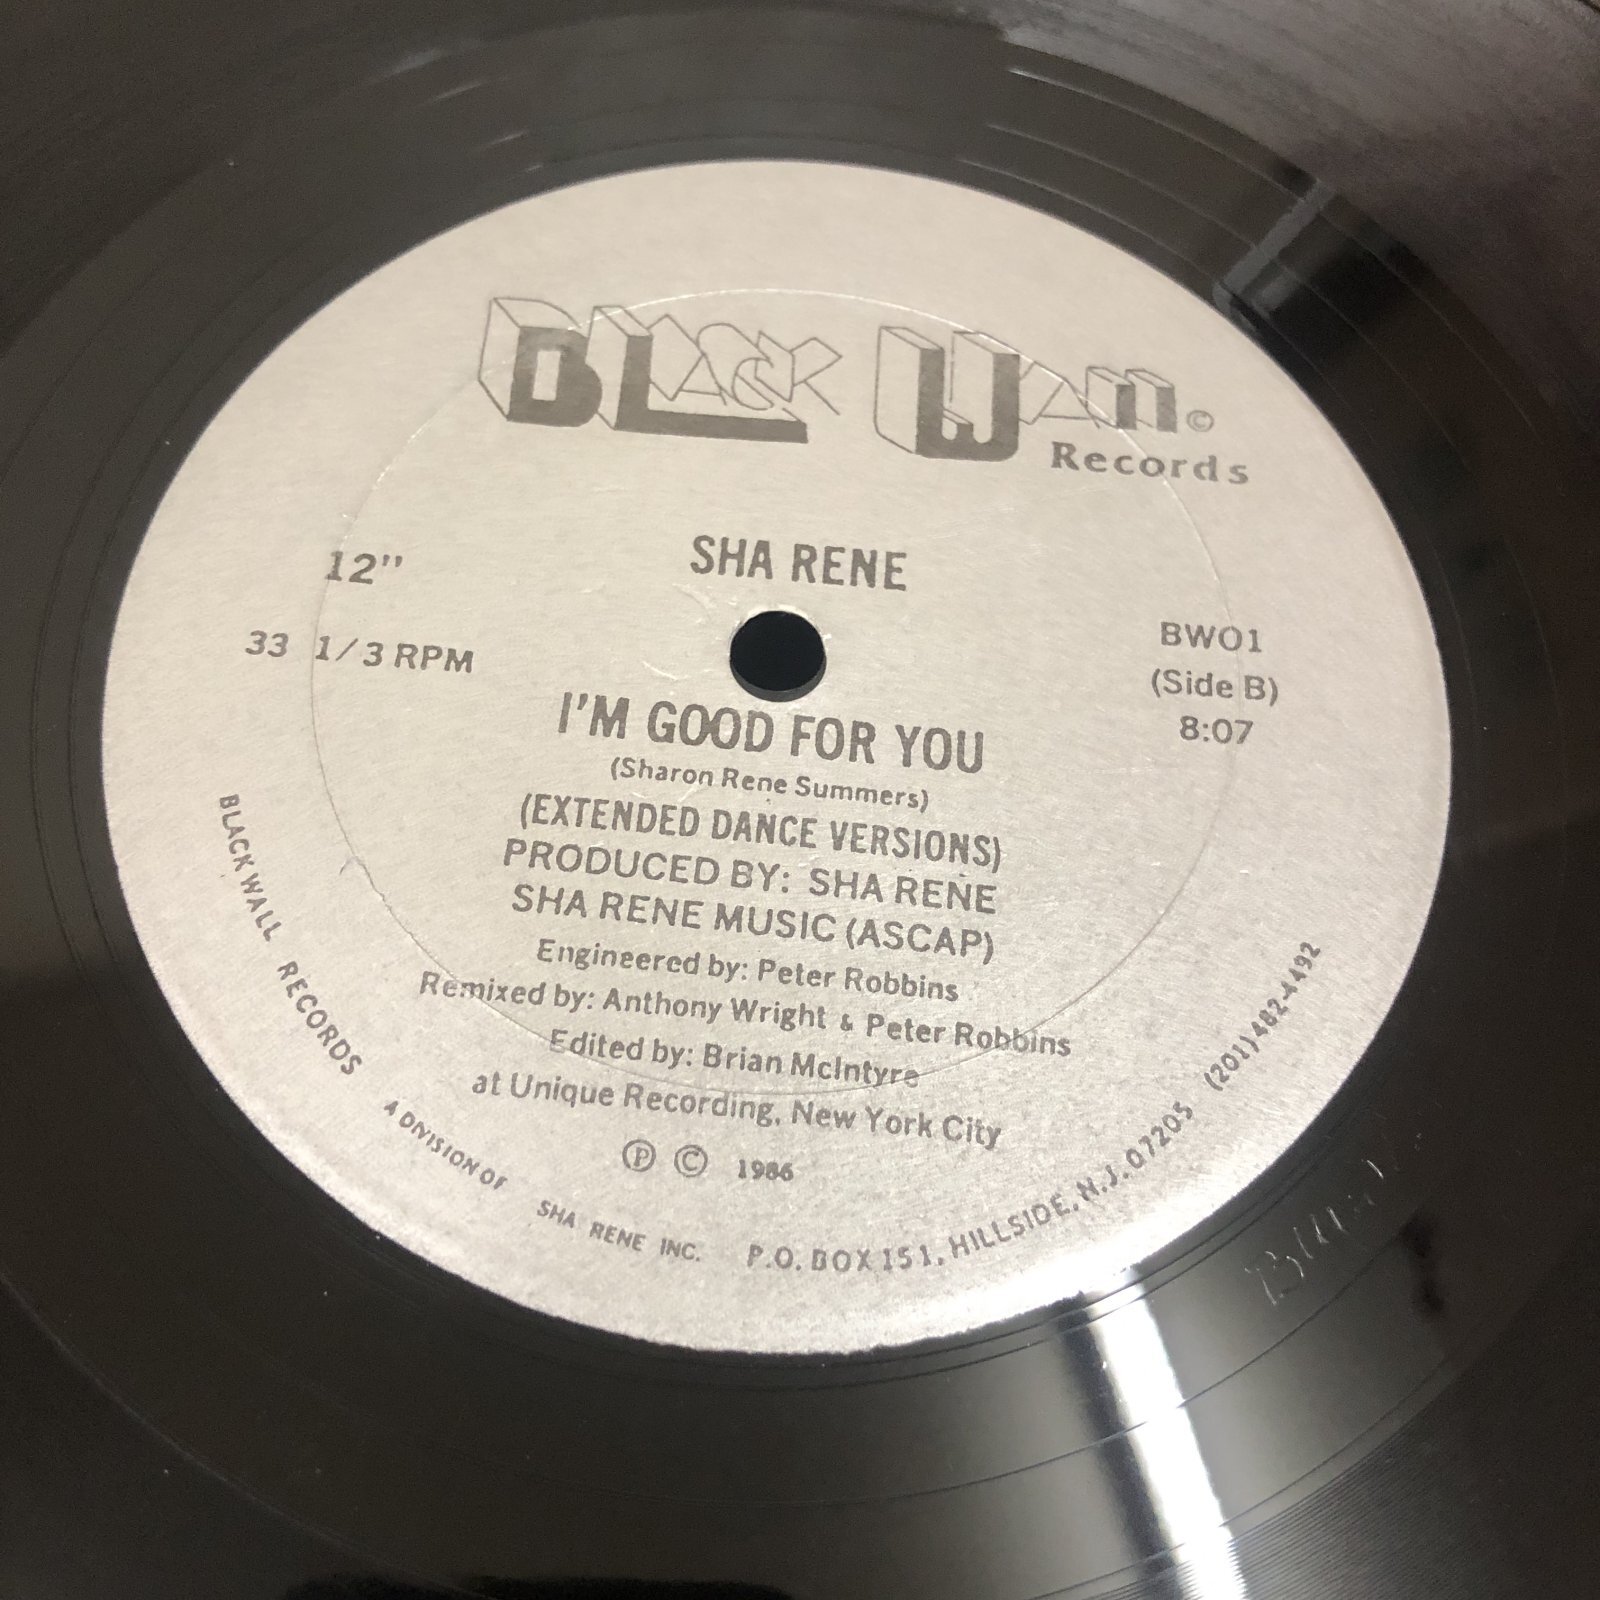 BLACK WALL ©
Records
SHA RENE
12"
33 1/3 RPM
BW01
(Side B)
8:07
I'M GOOD FOR YOU
(Sharon Rene Summers)
(EXTENDED DANCE VERSIONS)
PRODUCED BY: SHA RENE
SHA RENE MUSIC (ASCAP)
Engineered by: Peter Robbins
Remixed by: Anthony Wright & Peter Robbins
Edited by: Brian McIntyre
at Unique Recording, New York City
Ⓟ © 1986
BLACK WALL RECORDS A DIVISION OF SHA RENE INC. P.O. BOX 151, HILLSIDE, N.J. 07205 (201) 482-4492